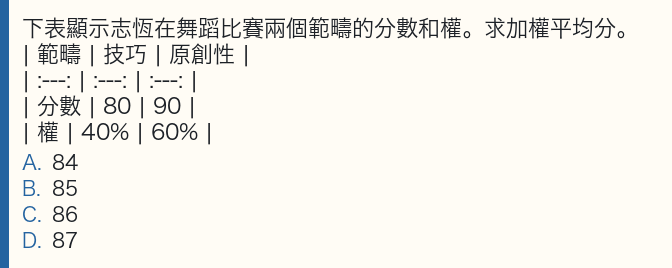 下表顯示志恆在舞蹈比賽兩個範疇的分數和權。求加權平均分。
| 範疇 | 技巧 | 原創性 |
| :---: | :---: | :---: |
| 分數 | 80 | 90 |
| 權 | 40% | 60% |
A. 84
B. 85
C. 86
D. 87